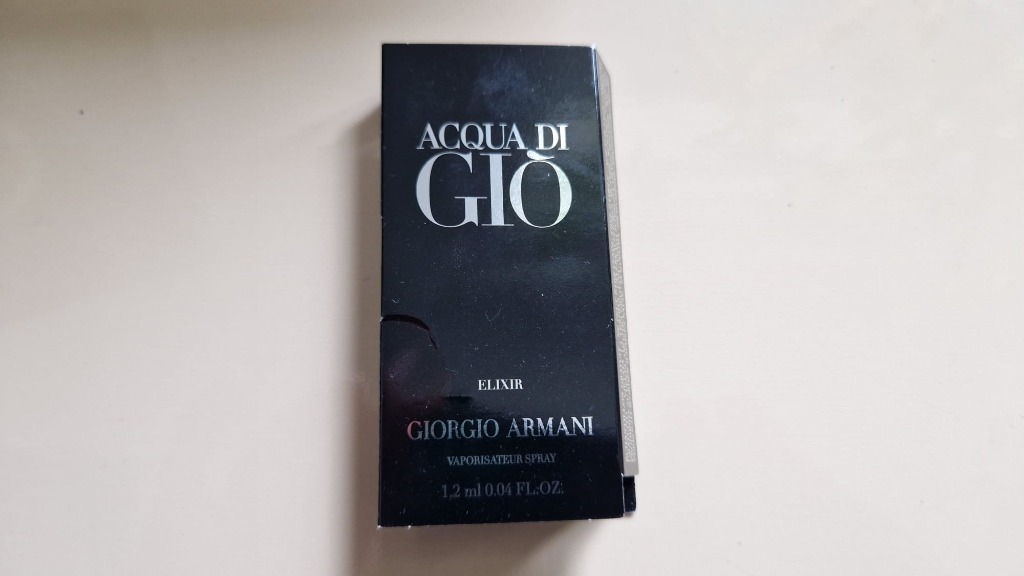 ACQUA DI
GIÒ
ELIXIR
GIORGIO ARMANI
VAPORISATEUR SPRAY
1,2 ml 0.04 FL.OZ.